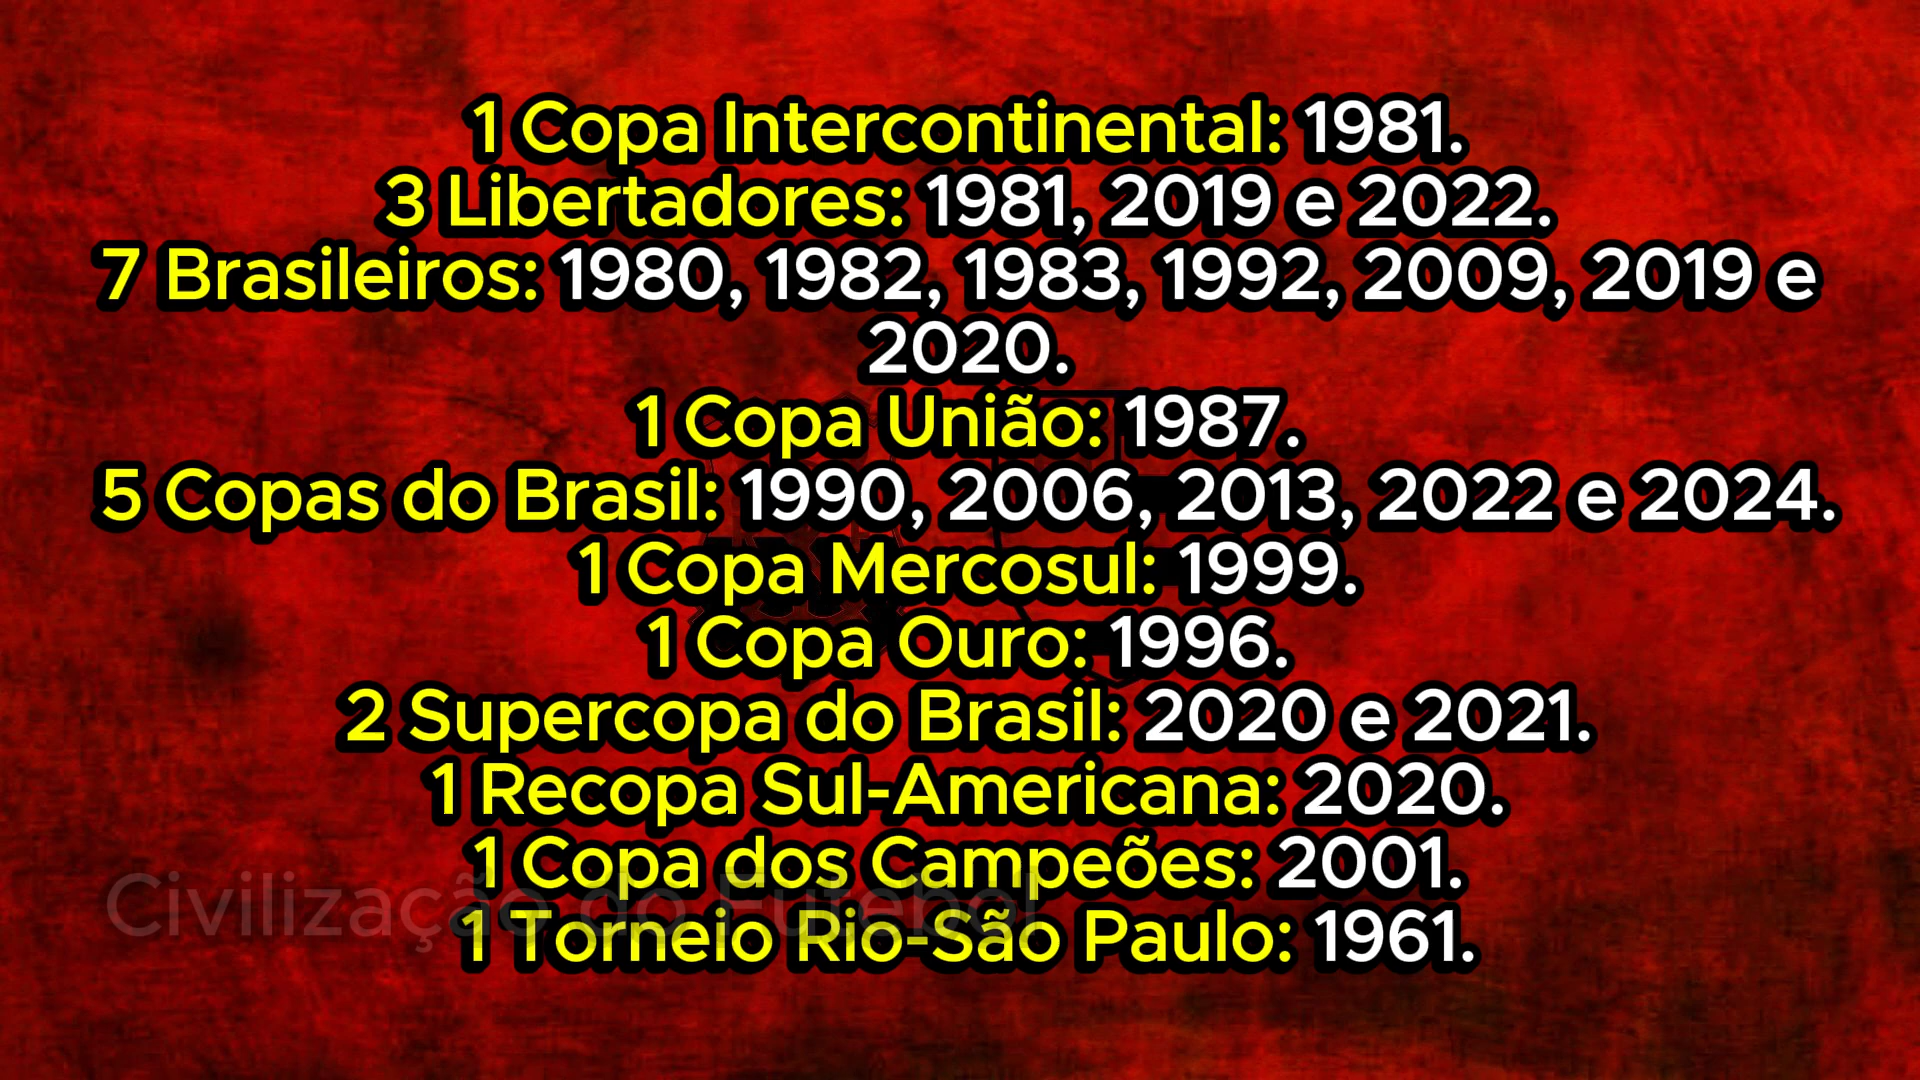 1 Copa Intercontinental: 1981.
3 Libertadores: 1981, 2019 e 2022.
7 Brasileiros: 1980, 1982, 1983, 1992, 2009, 2019 e
2020.
1 Copa União: 1987.
5 Copas do Brasil: 1990, 2006, 2013, 2022 e 2024.
1 Copa Mercosul: 1999.
1 Copa Ouro: 1996.
2 Supercopa do Brasil: 2020 e 2021.
1 Recopa Sul-Americana: 2020.
1 Copa dos Campeões: 2001.
Civilização do Futebol
1 Torneio Rio-São Paulo: 1961.